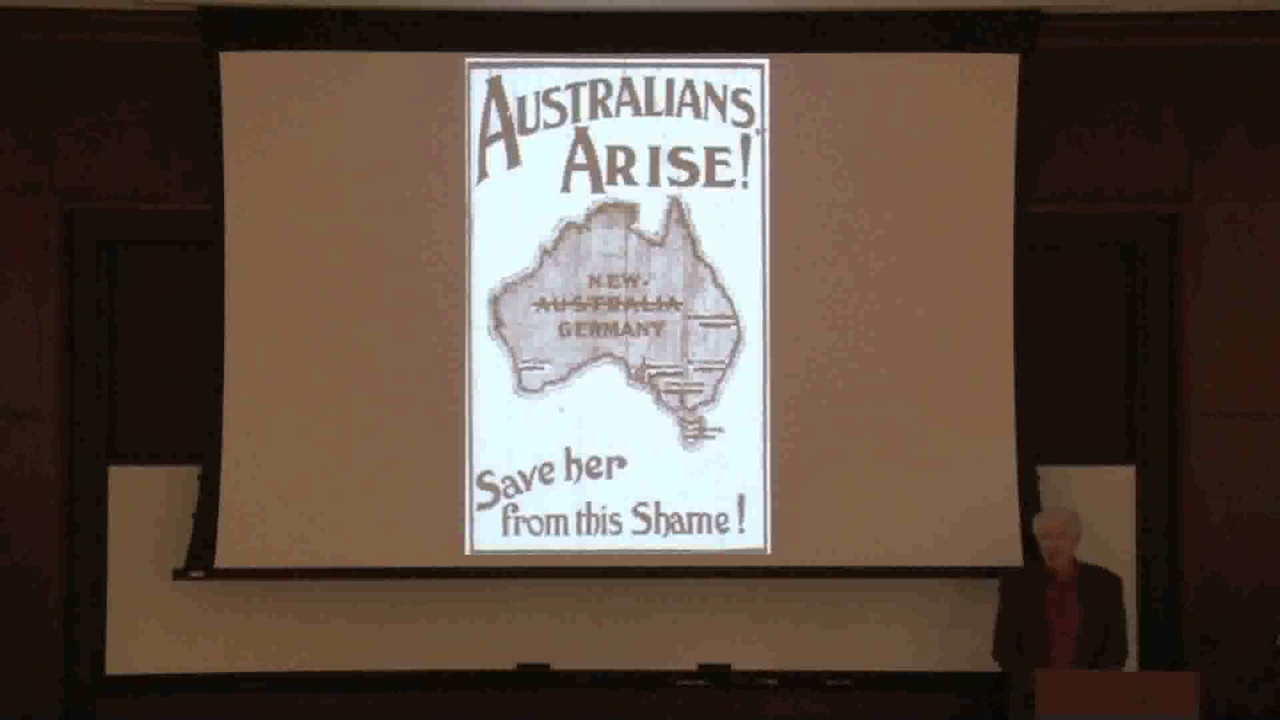 AUSTRALIANS,
ARISE!
NEW-
AUSTRALIA
GERMANY
Save her
from this Shame!